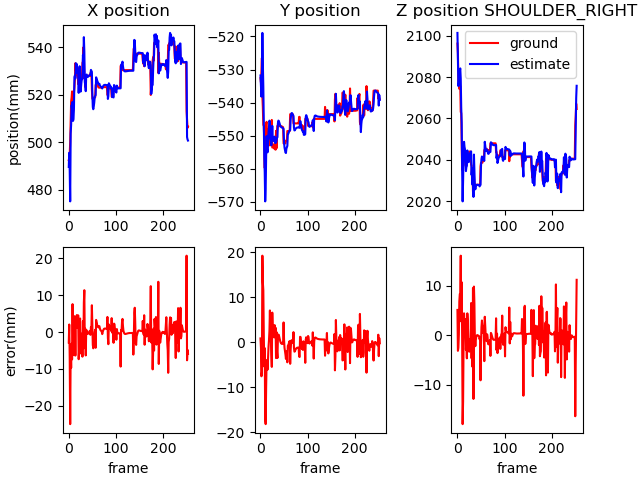 X position Y position Z position SHOULDER_RIGHT
position(mm)
540
520
500
480
0 100 200
−520
−530
−540
−550
−560
−570
0 100 200
2100
2080
2060
2040
2020
0 100 200
ground
estimate
error(mm)
20
10
0
−10
−20
0 100 200
frame
20
10
0
−10
−20
0 100 200
frame
10
0
−10
0 100 200
frame